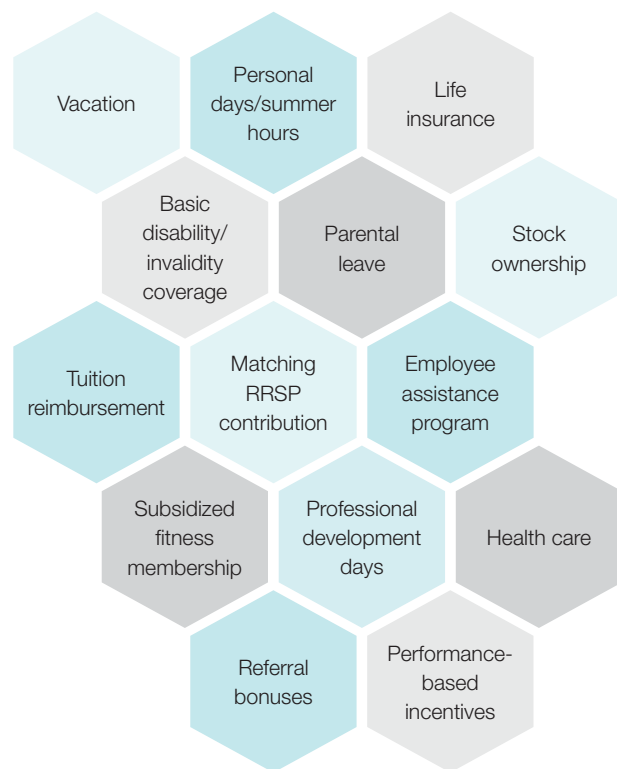 Vacation
Personal
days/summer
hours
Life
insurance
Basic
disability/
invalidity
coverage
Parental
leave
Stock
ownership
Tuition
reimbursement
Matching
RRSP
contribution
Employee
assistance
program
Subsidized
fitness
membership
Professional
development
days
Health care
Referral
bonuses
Performance-
based
incentives